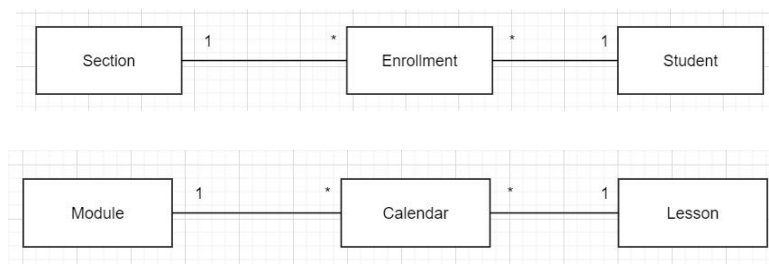 1 * * 1
Section Enrollment Student
1 * * 1
Module Calendar Lesson